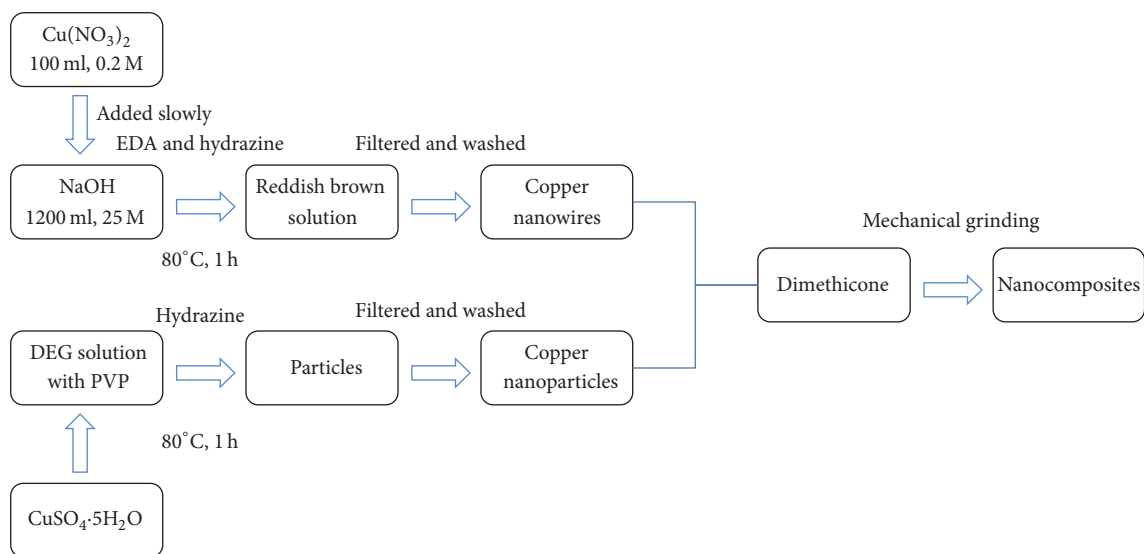 Cu(NO₃)₂
100 ml, 0.2 M
Added slowly
EDA and hydrazine
Filtered and washed
NaOH
1200 ml, 25 M
Reddish brown
solution
Copper
nanowires
80°C, 1 h
Mechanical grinding
Dimethicone
Nanocomposites
Hydrazine
Filtered and washed
DEG solution
with PVP
Particles
Copper
nanoparticles
80°C, 1 h
CuSO₄·5H₂O